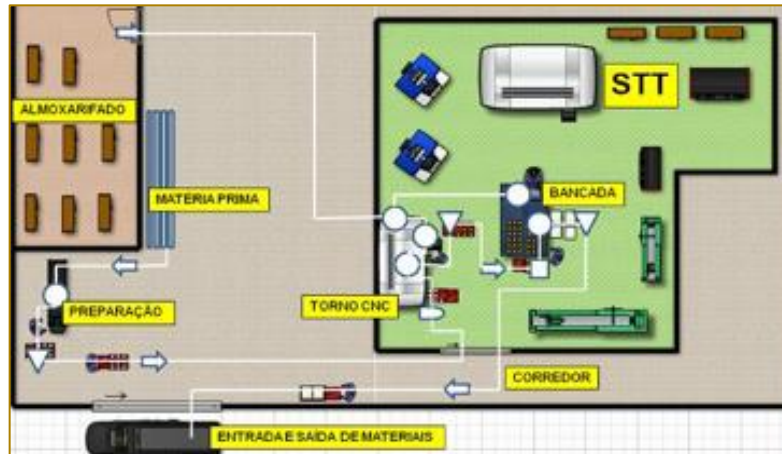 STT
ALMOXARIFADO
MATERIA PRIMA
BANCADA
PREPARAÇÃO
TORNO CNC
CORREDOR
ENTRADA E SAÍDA DE MATERIAIS